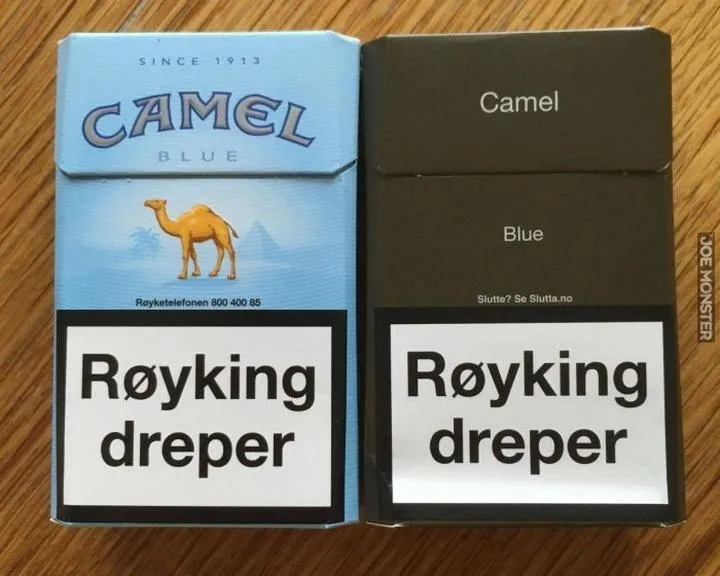 SINCE 1913
CAMEL
BLUE
Røyketelefonen 800 400 85
Røyking
dreper
Camel
Blue
Slutte? Se Slutta.no
Røyking
dreper
JOE MONSTER